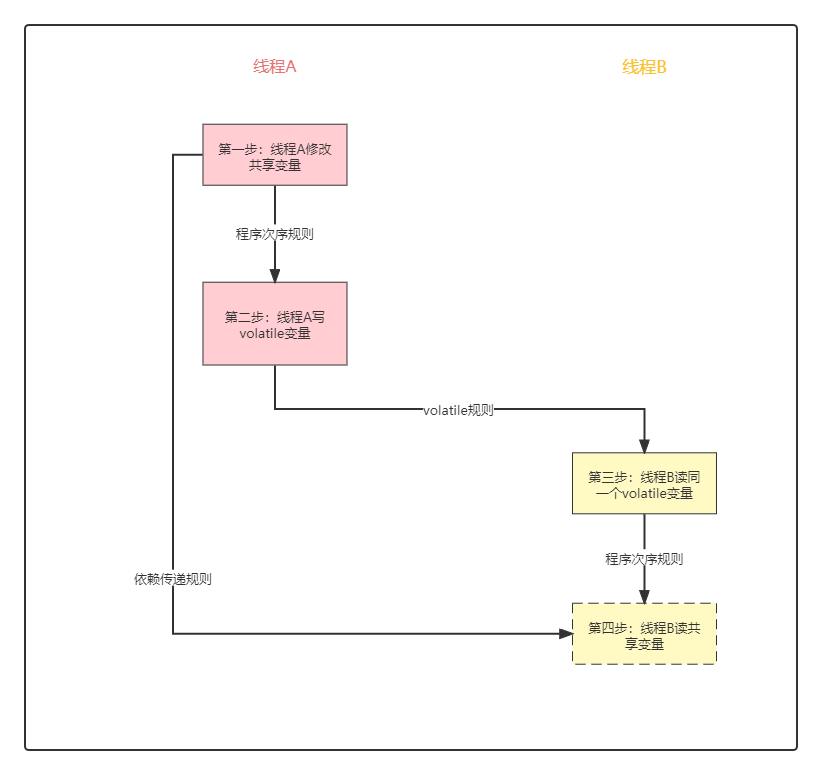 线程A
线程B
第一步：线程A修改
共享变量
程序次序规则
第二步：线程A写
volatile变量
volatile规则
第三步：线程B读同
一个volatile变量
程序次序规则
依赖传递规则
第四步：线程B读共
享变量